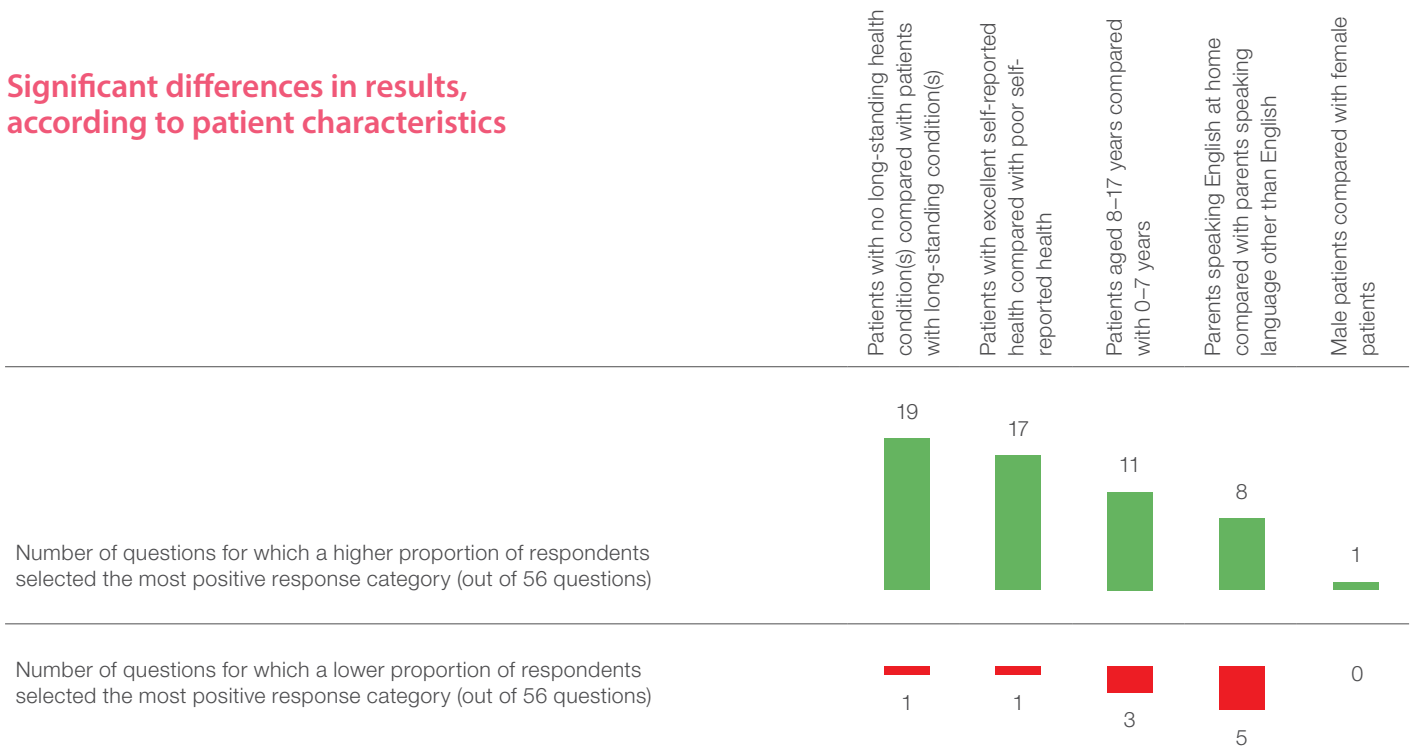 Significant differences in results,
according to patient characteristics
Patients with no long-standing health
condition(s) compared with patients
with long-standing condition(s)
Patients with excellent self-reported
health compared with poor self-
reported health
Patients aged 8–17 years compared
with 0–7 years
Parents speaking English at home
compared with parents speaking
language other than English
Male patients compared with female
patients
19
17
11
8
1
Number of questions for which a higher proportion of respondents
selected the most positive response category (out of 56 questions)
Number of questions for which a lower proportion of respondents
selected the most positive response category (out of 56 questions)
1
1
3
5
0